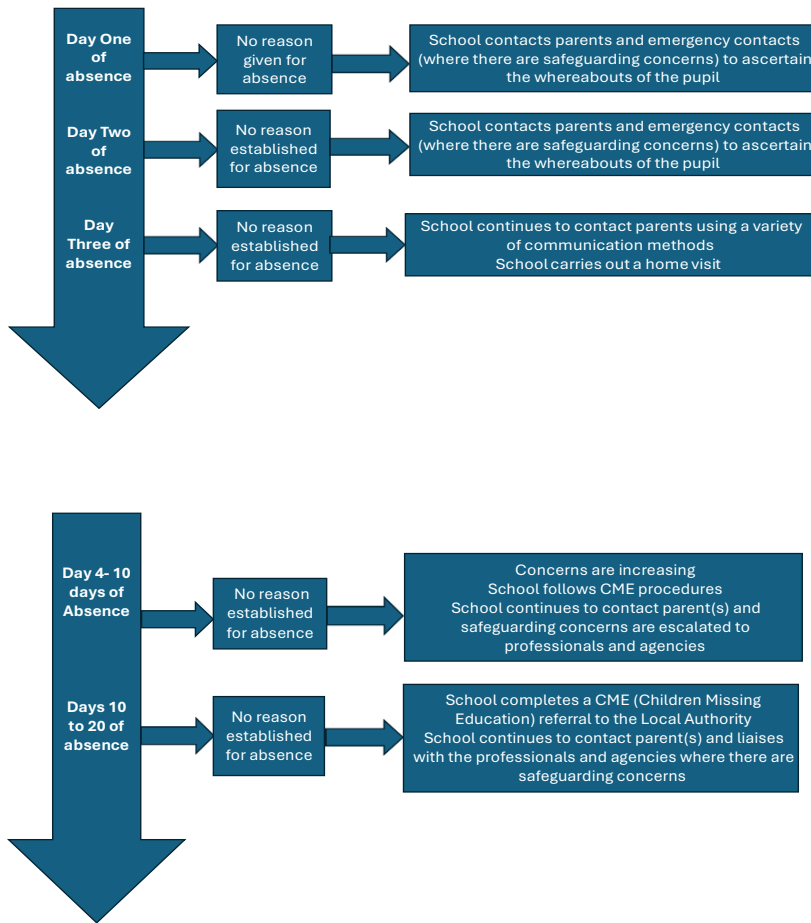 Day One
of
absence
No reason
given for
absence
School contacts parents and emergency contacts
(where there are safeguarding concerns) to ascertain
the whereabouts of the pupil
Day Two
of
absence
No reason
established
for absence
School contacts parents and emergency contacts
(where there are safeguarding concerns) to ascertain
the whereabouts of the pupil
Day
Three of
absence
No reason
established
for absence
School continues to contact parents using a variety
of communication methods
School carries out a home visit
Day 4- 10
days of
Absence
No reason
established
for absence
Concerns are increasing
School follows CME procedures
School continues to contact parent(s) and
safeguarding concerns are escalated to
professionals and agencies
Days 10
to 20 of
absence
No reason
established
for absence
School completes a CME (Children Missing
Education) referral to the Local Authority
School continues to contact parent(s) and liaises
with the professionals and agencies where there are
safeguarding concerns